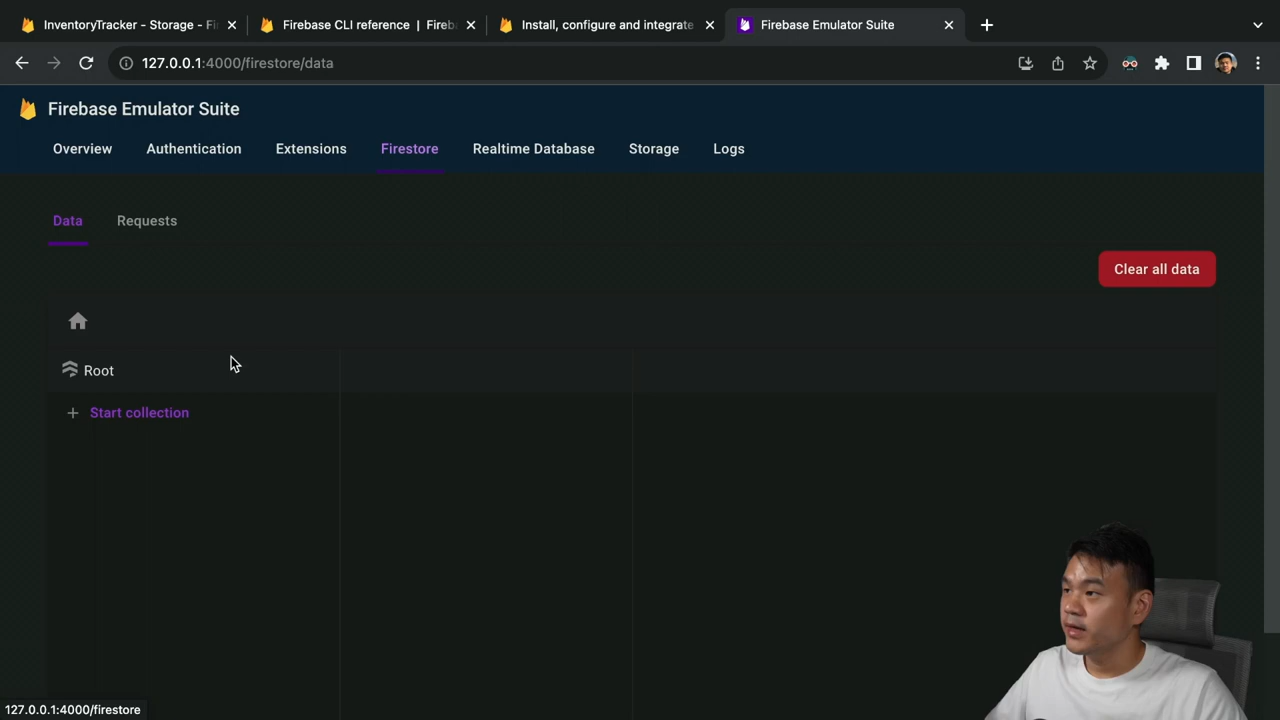 InventoryTracker - Storage - Fi
Firebase CLI reference | Fireb
Install, configure and integrate
Firebase Emulator Suite
127.0.0.1:4000/firestore/data
Firebase Emulator Suite
Overview
Authentication
Extensions
Firestore
Realtime Database
Storage
Logs
Data
Requests
Clear all data
Root
+ Start collection
127.0.0.1:4000/firestore